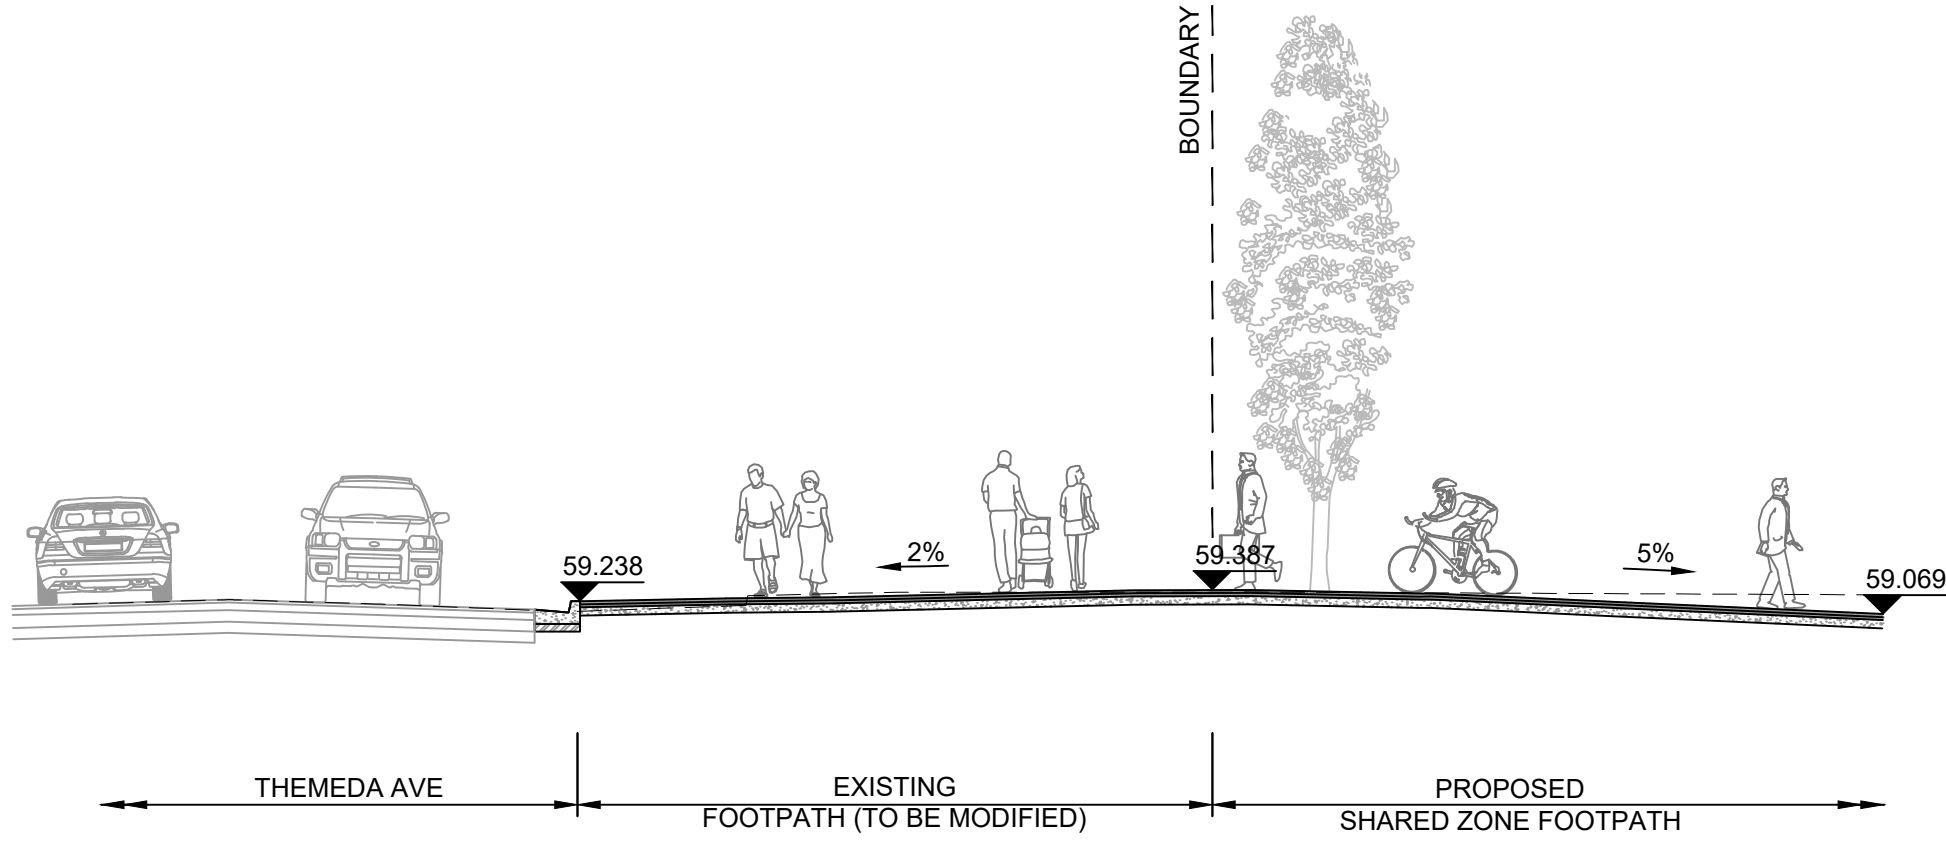 BOUNDARY
59.238
2%
59.387
5%
59.069
THEMEDA AVE
EXISTING
FOOTPATH (TO BE MODIFIED)
PROPOSED
SHARED ZONE FOOTPATH